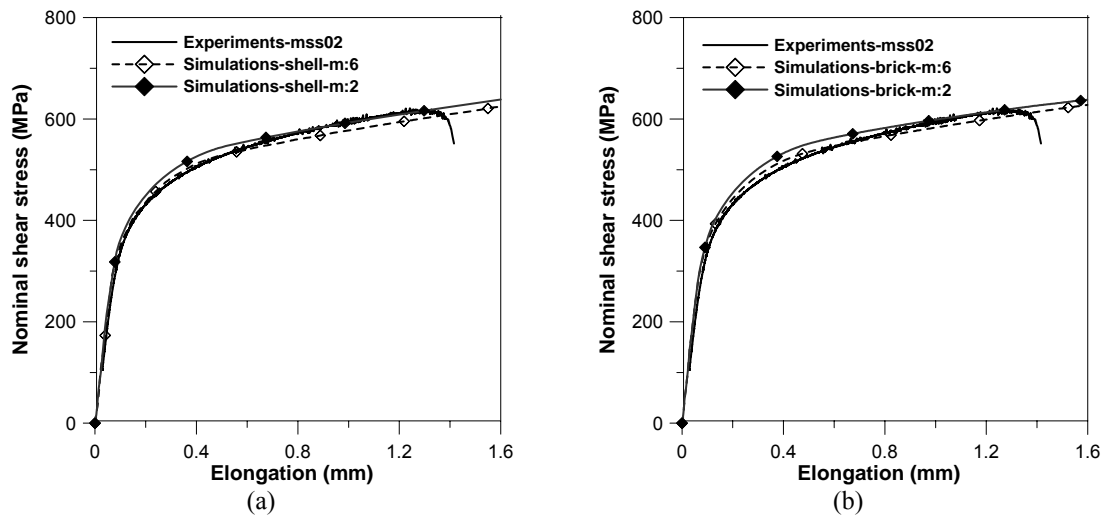 800
Experiments-mss02
Simulations-shell-m:6
Simulations-shell-m:2
600
400
200
0
Nominal shear stress (MPa)
0 0.4 0.8 1.2 1.6
Elongation (mm)
(a)
800
Experiments-mss02
Simulations-brick-m:6
Simulations-brick-m:2
600
400
200
0
Nominal shear stress (MPa)
0 0.4 0.8 1.2 1.6
Elongation (mm)
(b)